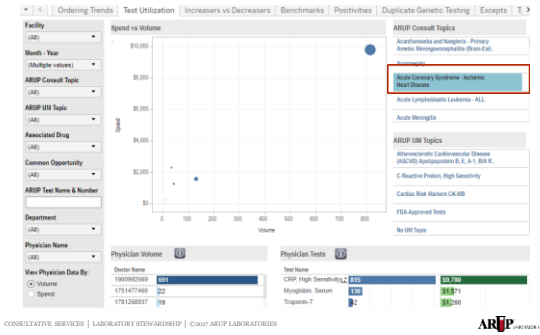 Ordering Trends | Test Utilization | Increasers vs Decreasers | Benchmarks | Positivities | Duplicate Genetic Testing | Excepts
Facility
(All)
Month - Year
(Multiple values)
ARUP Consult Topic
(All)
ARUP UM Topic
(All)
Associated Drug
(All)
Common Opportunity
(All)
ARUP Test Name & Number
Department
(All)
Physician Name
(All)
View Physician Data By:
Volume
Spend
Spend vs Volume
$10,000
$8,000
$6,000
$4,000
$2,000
$0
Spend
0 100 200 300 400 500 600 700 800
Volume
ARUP Consult Topics
Acanthamoeba and Naegleria - Primary
Amebic Meningoencephalitis (Brain-Eati..
Acromegaly
Acute Coronary Syndrome - Ischemic
Heart Disease
Acute Lymphoblastic Leukemia - ALL
Acute Meningitis
ARUP UM Topics
Atherosclerotic Cardiovascular Disease
(ASCVD) Apolipoprotein B, E, A-1, B/A R..
C-Reactive Protein, High Sensitivity
Cardiac Risk Markers CK-MB
FDA-Approved Tests
No UM Topic
Physician Volume
Doctor Name
1900992669 691
1751477460 22
1781268937 19
Physician Tests
Test Name
CRP, High Sensitivity 815 $9,780
Myoglobin, Serum 130 $1,571
Troponin-T 42 $1,260
CONSULTATIVE SERVICES | LABORATORY STEWARDSHIP | ©2017 ARUP LABORATORIES
ARUP LABORATORIES